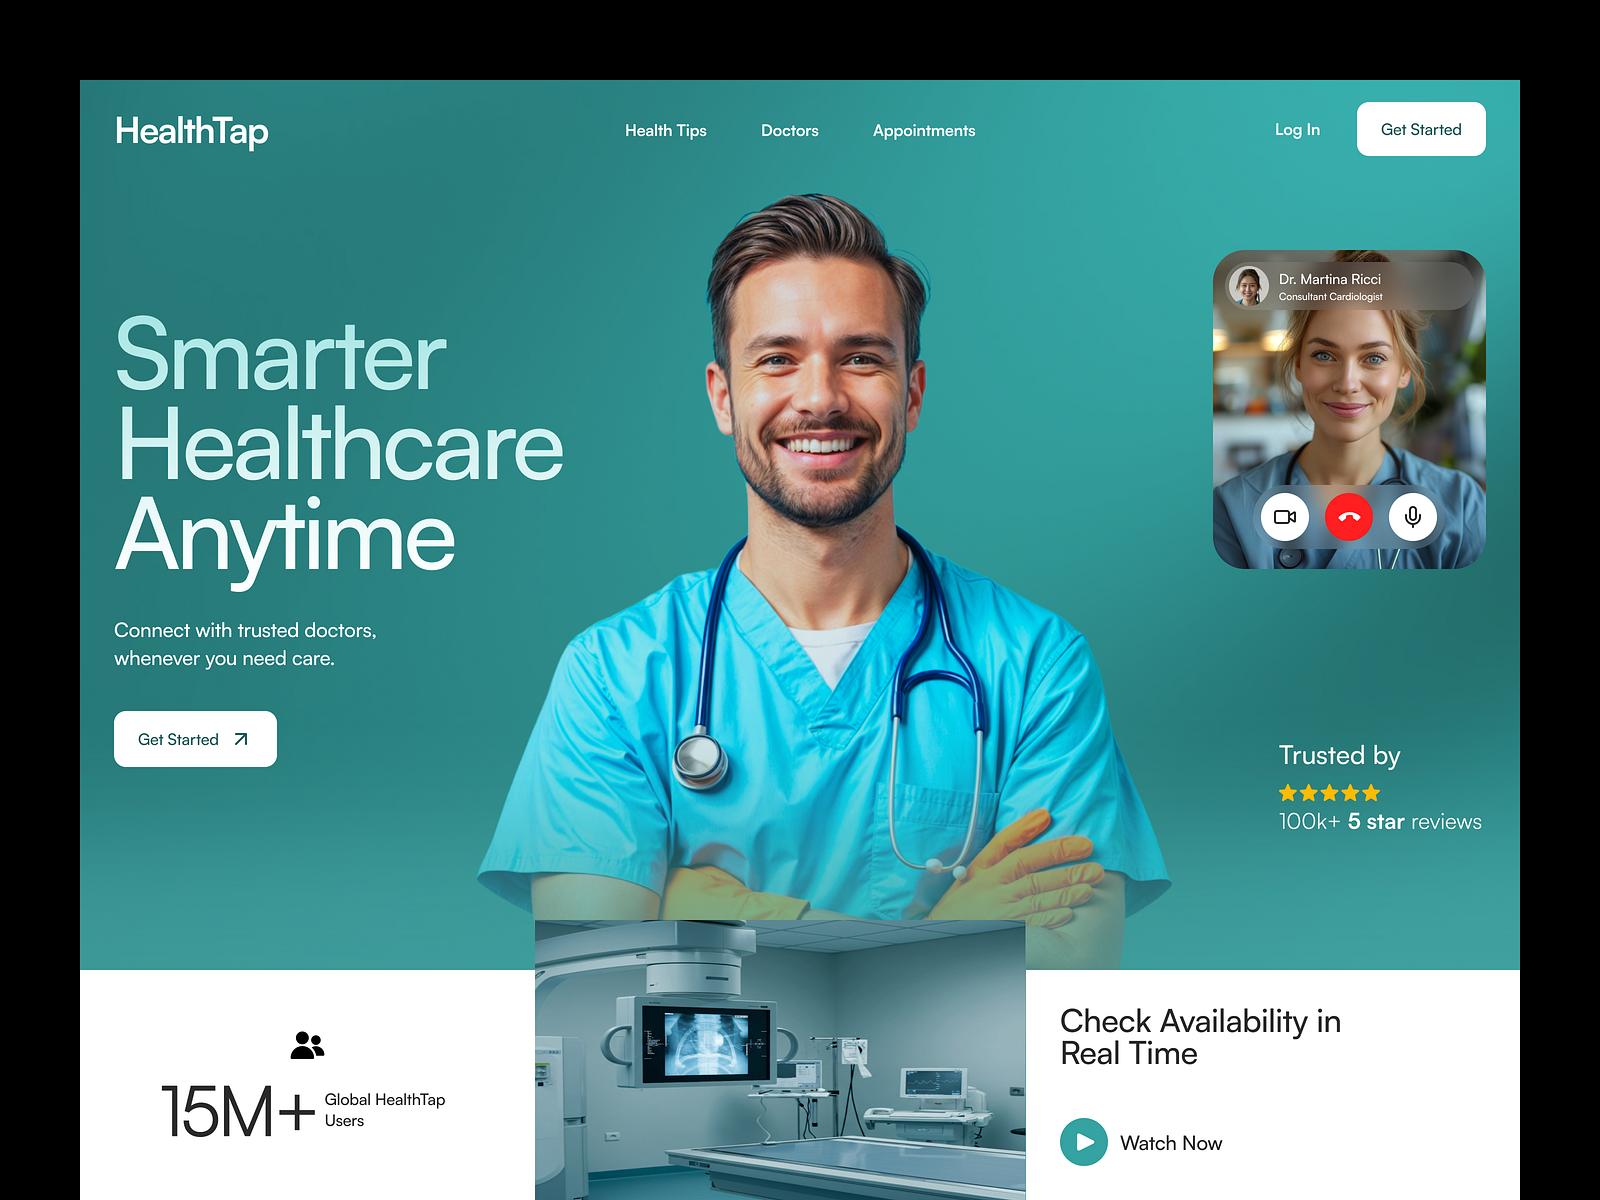 HealthTap
Health Tips
Doctors
Appointments
Log In
Get Started
Smarter
Healthcare
Anytime
Connect with trusted doctors,
whenever you need care.
Get Started
Dr. Martina Ricci
Consultant Cardiologist
Trusted by
100k+ 5 star reviews
15M+
Global HealthTap
Users
Check Availability in
Real Time
Watch Now